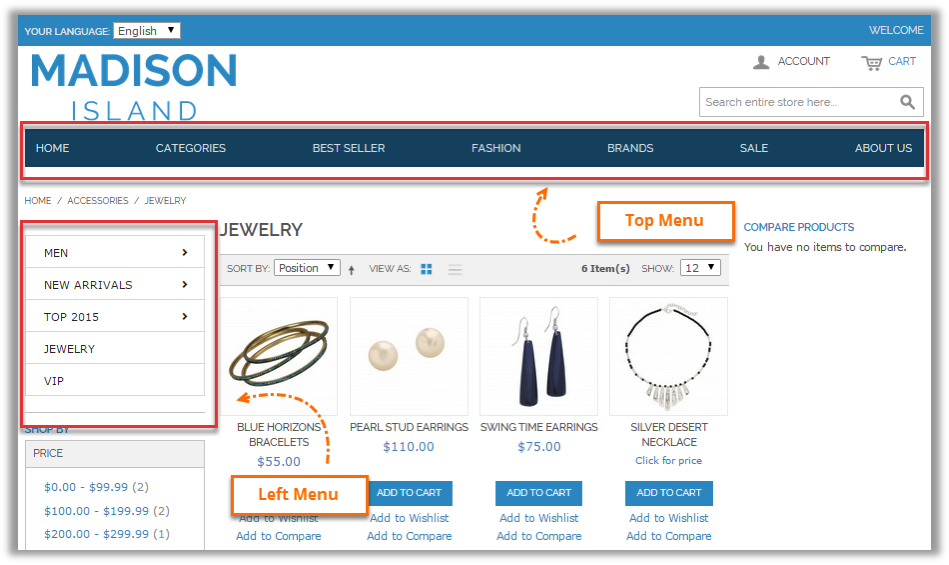 YOUR LANGUAGE: English
WELCOME
MADISON
ISLAND
ACCOUNT
CART
Search entire store here...
HOME CATEGORIES BEST SELLER FASHION BRANDS SALE ABOUT US
HOME / ACCESSORIES / JEWELRY
Top Menu
MEN
NEW ARRIVALS
TOP 2015
JEWELRY
VIP
SHOP BY
PRICE
$0.00 - $99.99 (2)
$100.00 - $199.99 (2)
$200.00 - $299.99 (1)
JEWELRY
SORT BY: Position VIEW AS: 6 Item(s) SHOW: 12
BLUE HORIZONS
BRACELETS
$55.00
Left Menu
Add to Wishlist
Add to Compare
PEARL STUD EARRINGS
$110.00
ADD TO CART
Add to Wishlist
Add to Compare
SWING TIME EARRINGS
$75.00
ADD TO CART
Add to Wishlist
Add to Compare
SILVER DESERT
NECKLACE
Click for price
ADD TO CART
Add to Wishlist
Add to Compare
COMPARE PRODUCTS
You have no items to compare.